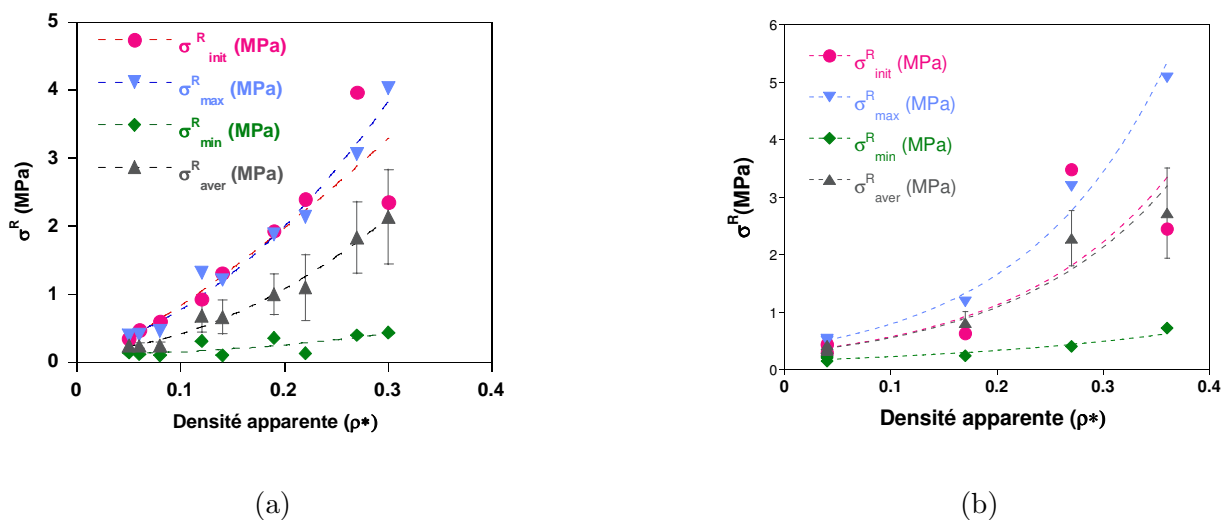 5
4
3
2
1
0
0
0.1
0.2
0.3
0.4
σ^R (MPa)
Densité apparente (ρ*)
σ^R_init (MPa)
σ^R_max (MPa)
σ^R_min (MPa)
σ^R_aver (MPa)
(a)
6
5
4
3
2
1
0
0
0.1
0.2
0.3
0.4
σ^R(MPa)
Densité apparente (ρ*)
σ^R_init (MPa)
σ^R_max (MPa)
σ^R_min (MPa)
σ^R_aver (MPa)
(b)